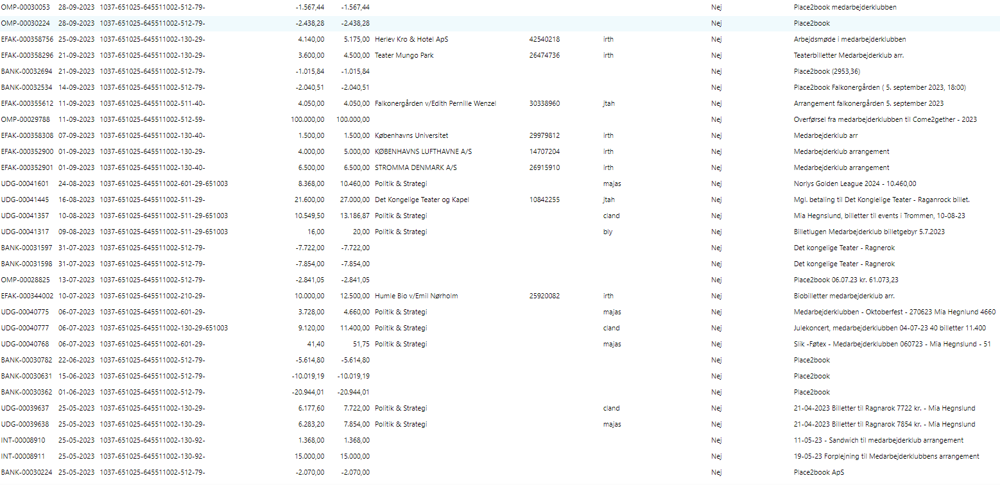 OMP-00030053 28-09-2023 1037-651025-645511002-512-79- -1.567,44 -1.567,44 Nej Place2book medarbejderklubben
OMP-00030224 28-09-2023 1037-651025-645511002-512-79- -2.438,28 -2.438,28 Nej Place2book
EFAK-000358756 25-09-2023 1037-651025-645511002-130-29- 4.140,00 5.175,00 Herlev Kro & Hotel ApS 42540218 irth Nej Arbejdsmøde i medarbejderklubben
EFAK-000358296 21-09-2023 1037-651025-645511002-130-29- 3.600,00 4.500,00 Teater Mungo Park 26474736 irth Nej Teaterbilletter Medarbejderklub arr.
BANK-00032694 21-09-2023 1037-651025-645511002-512-79- -1.015,84 -1.015,84 Nej Place2book (2953,36)
BANK-00032534 14-09-2023 1037-651025-645511002-512-79- -2.040,51 -2.040,51 Nej Place2book Falkonergården ( 5. september 2023, 18:00)
EFAK-000355612 11-09-2023 1037-651025-645511002-511-40- 4.050,00 4.050,00 Falkonergården v/Edith Pernille Wenzel 30338960 jtah Nej Arrangement falkonergården 5. september 2023
OMP-00029788 11-09-2023 1037-651025-645511002-512-59- 100.000,00 100.000,00 Nej Overførsel fra medarbejderklubben til Come2gether - 2023
EFAK-000358308 07-09-2023 1037-651025-645511002-130-40- 1.500,00 1.500,00 Københavns Universitet 29979812 irth Nej Medarbejderklub arr
EFAK-000352900 01-09-2023 1037-651025-645511002-130-29- 4.000,00 5.000,00 KØBENHAVNS LUFTHAVNE A/S 14707204 irth Nej Medarbejderklub arrangement
EFAK-000352901 01-09-2023 1037-651025-645511002-130-40- 6.500,00 6.500,00 STROMMA DENMARK A/S 26915910 irth Nej Medarbejderklub arrangement
UDG-00041601 24-08-2023 1037-651025-645511002-601-29-651003 8.368,00 10.460,00 Politik & Strategi majas Nej Norlys Golden League 2024 - 10.460,00
UDG-00041445 16-08-2023 1037-651025-645511002-511-29- 21.600,00 27.000,00 Det Kongelige Teater og Kapel 10842255 jtah Nej Mgl. betaling til Det Konglelige Teater - Raganrock billet.
UDG-00041357 10-08-2023 1037-651025-645511002-511-29-651003 10.549,50 13.186,87 Politik & Strategi cland Nej Mia Hegnslund, billetter til events i Trommen, 10-08-23
UDG-00041317 09-08-2023 1037-651025-645511002-511-29-651003 16,00 20,00 Politik & Strategi bly Nej Billetlugen Medarbejderklub billetgebyr 5.7.2023
BANK-00031597 31-07-2023 1037-651025-645511002-512-79- -7.722,00 -7.722,00 Nej Det kongelige Teater - Ragnerok
BANK-00031598 31-07-2023 1037-651025-645511002-512-79- -7.854,00 -7.854,00 Nej Det kongelige Teater - Ragnerok
OMP-00028825 13-07-2023 1037-651025-645511002-512-79- -2.841,05 -2.841,05 Nej Place2book 06.07.23 kr. 61.073,23
EFAK-000344002 10-07-2023 1037-651025-645511002-210-29- 10.000,00 12.500,00 Humle Bio v/Emil Nørholm 25920082 irth Nej Biobilletter medarbejderklub arr.
UDG-00040775 06-07-2023 1037-651025-645511002-601-29- 3.728,00 4.660,00 Politik & Strategi majas Nej Medarbejderklubben - Oktoberfest - 270623 Mia Hegnlund 4660
UDG-00040777 06-07-2023 1037-651025-645511002-130-29-651003 9.120,00 11.400,00 Politik & Strategi cland Nej Julekoncert, medarbejderklubben 04-07-23 40 billetter 11.400
UDG-00040768 06-07-2023 1037-651025-645511002-601-29- 41,40 51,75 Politik & Strategi majas Nej Slik -Føtex - Medarbejderklubben 060723 - Mia Hegnslund - 51
BANK-00030782 22-06-2023 1037-651025-645511002-512-79- -5.614,80 -5.614,80 Nej Place2book
BANK-00030631 15-06-2023 1037-651025-645511002-512-79- -10.019,19 -10.019,19 Nej Place2book
BANK-00030362 01-06-2023 1037-651025-645511002-512-79- -20.944,01 -20.944,01 Nej Place2book
UDG-00039637 25-05-2023 1037-651025-645511002-130-29- 6.177,60 7.722,00 Politik & Strategi cland Nej 21-04-2023 Billetter til Ragnarok 7722 kr. - Mia Hegnslund
UDG-00039638 25-05-2023 1037-651025-645511002-130-29- 6.283,20 7.854,00 Politik & Strategi majas Nej 21-04-2023 Billetter til Ragnarok 7854 kr. - Mia Hegnslund
INT-00008910 25-05-2023 1037-651025-645511002-130-92- 1.368,00 1.368,00 Nej 11-05-23 - Sandwich til medarbejderklub arrangement
INT-00008911 25-05-2023 1037-651025-645511002-130-92- 15.000,00 15.000,00 Nej 19-05-23 Forplejning til Medarbejderklubbens arrangement
BANK-00030224 25-05-2023 1037-651025-645511002-512-79- -2.070,00 -2.070,00 Nej Place2book ApS